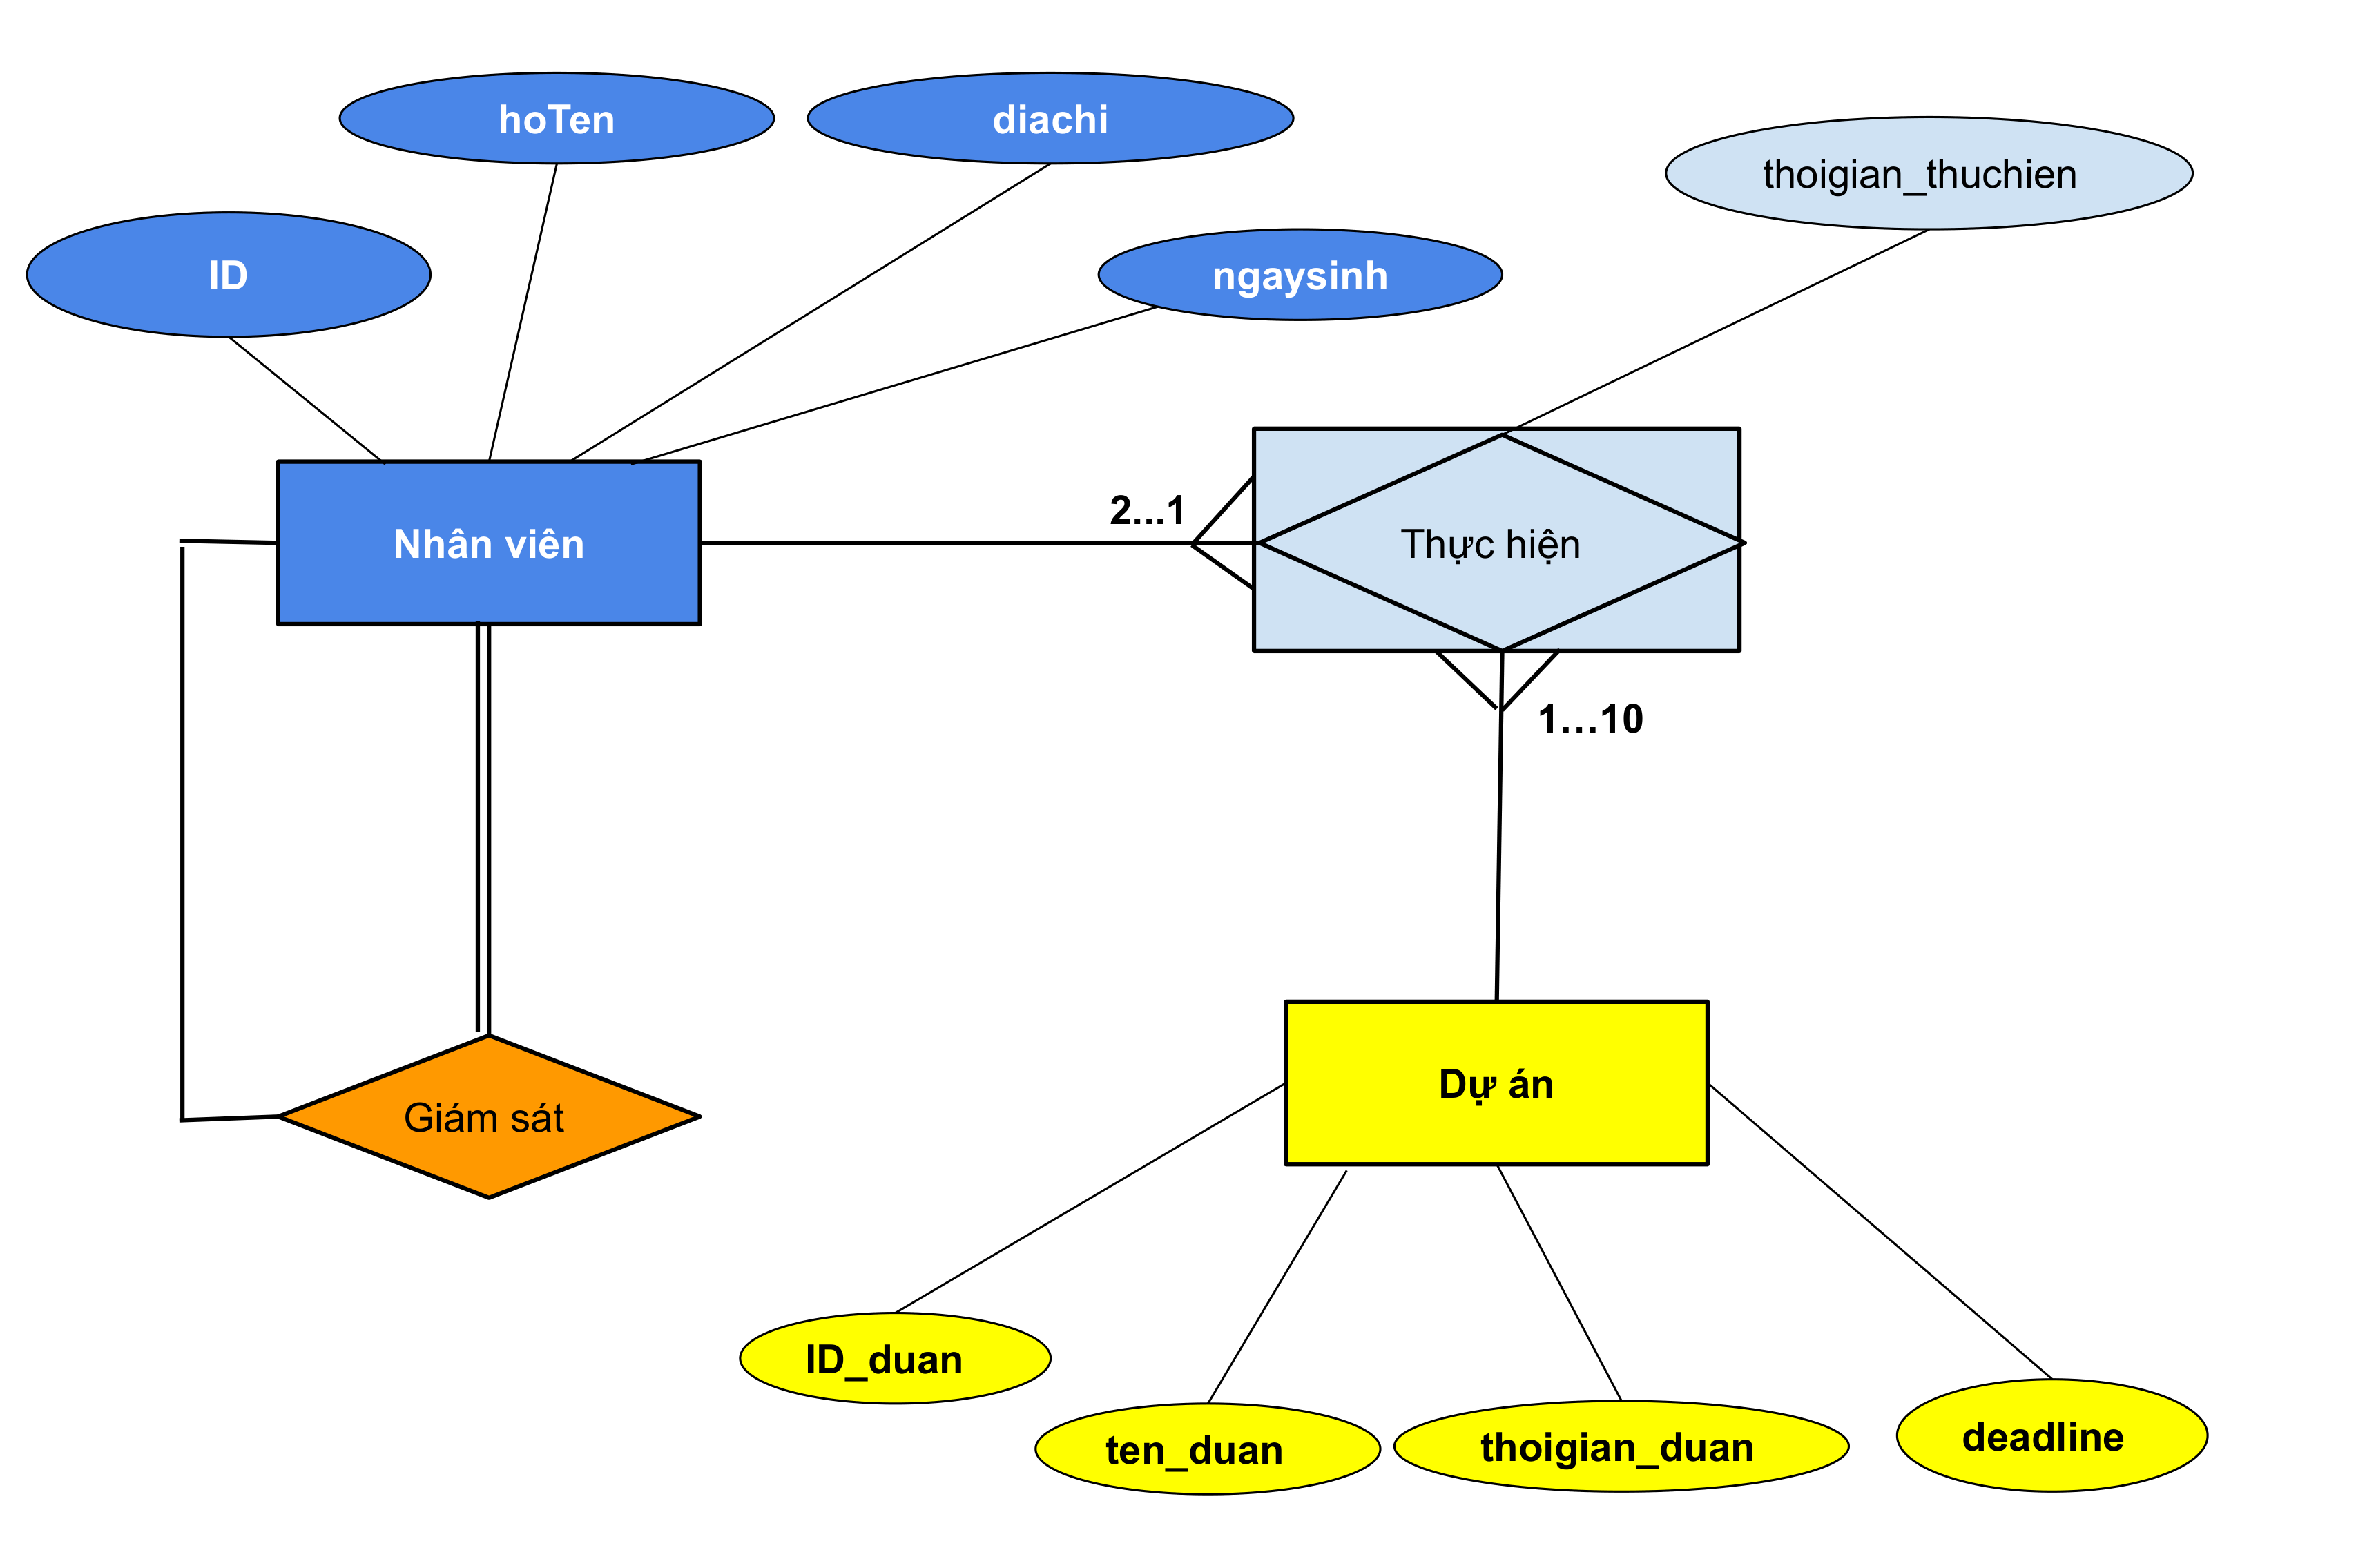 hoTen
diachi
thoigian_thuchien
ID
ngaysinh
2...1
Nhân viên
Thực hiện
1...10
Dự án
Giám sát
ID_duan
ten_duan
thoigian_duan
deadline